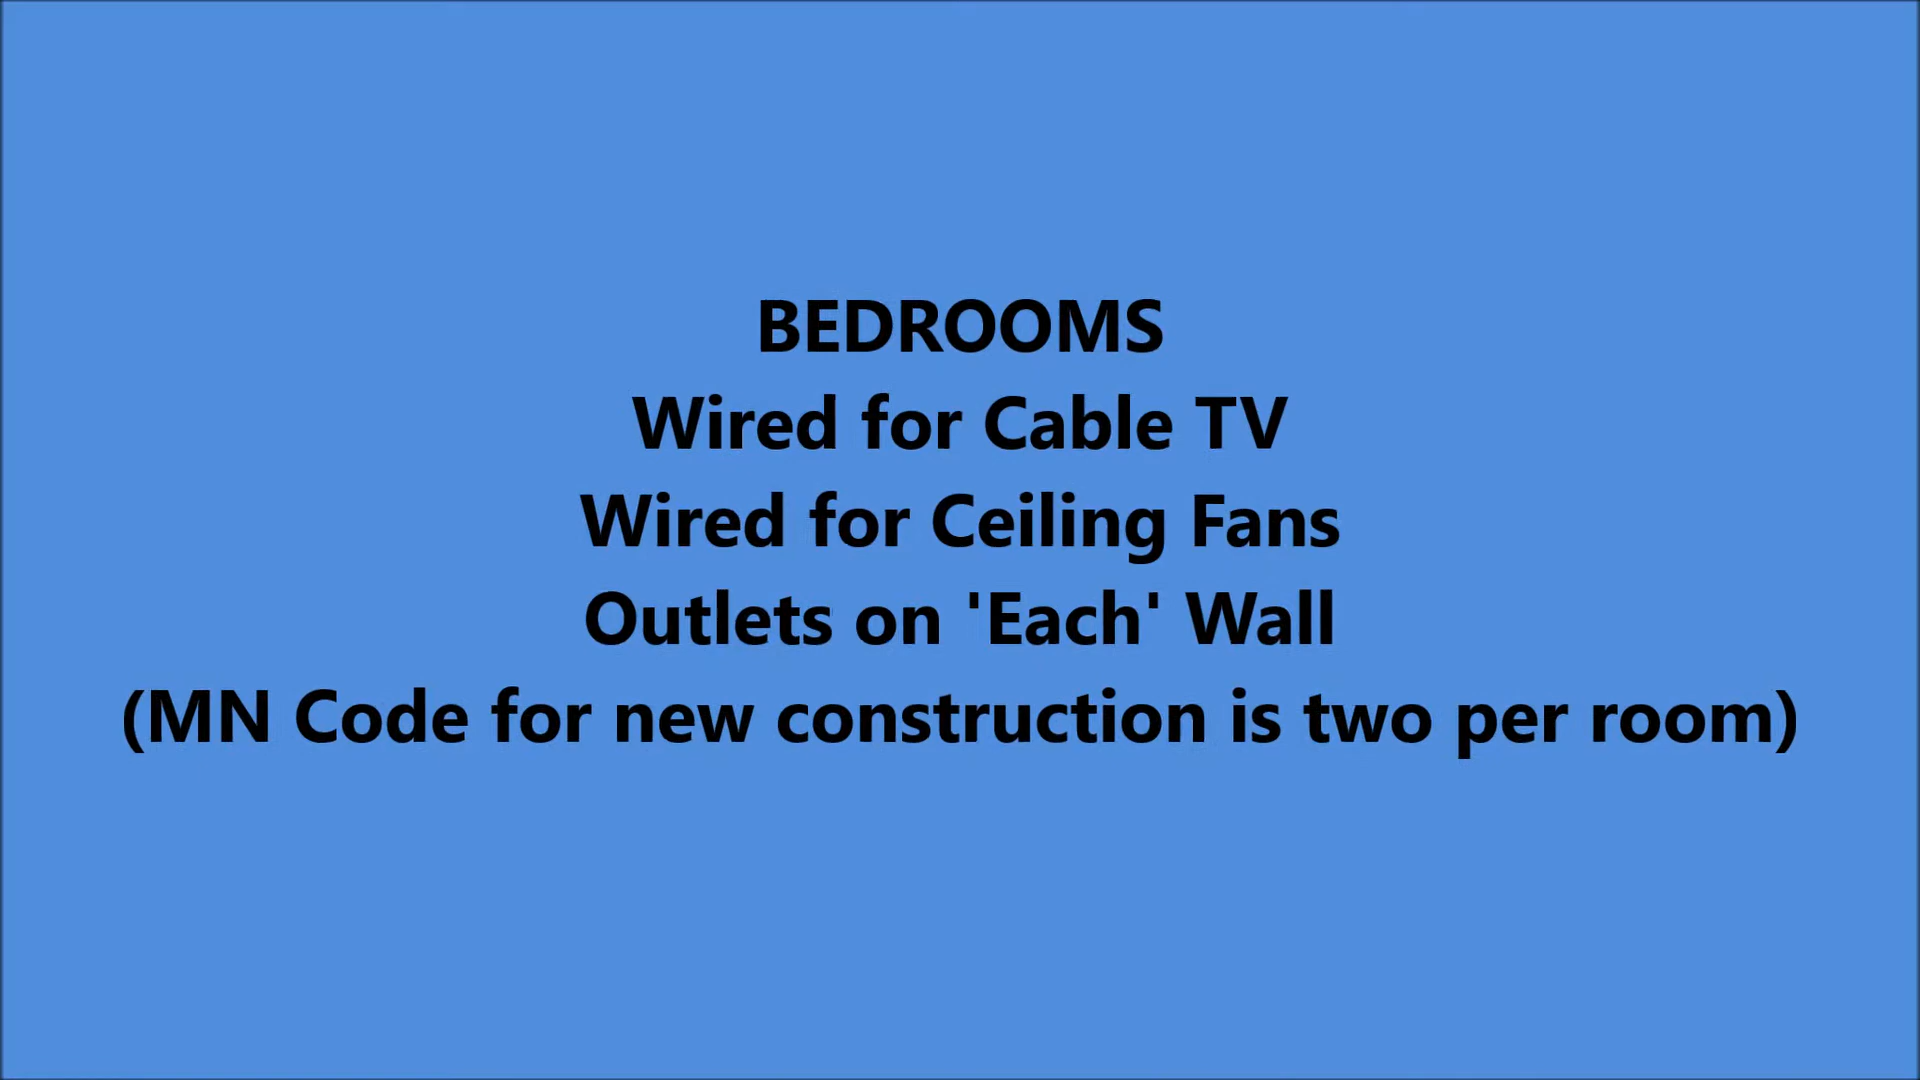 BEDROOMS
Wired for Cable TV
Wired for Ceiling Fans
Outlets on 'Each' Wall
(MN Code for new construction is two per room)